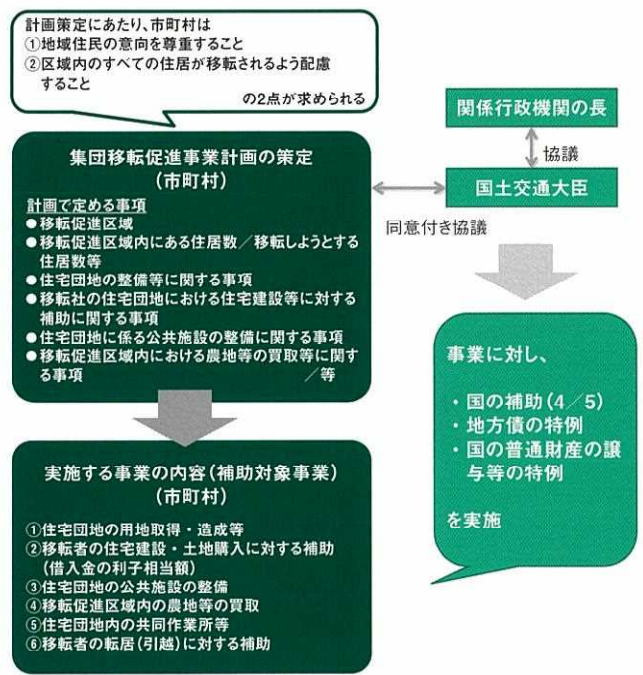 計画策定にあたり、市町村は
①地域住民の意向を尊重すること
②区域内のすべての住居が移転されるよう配慮
すること
の2点が求められる
集団移転促進事業計画の策定
(市町村)
計画で定める事項
●移転促進区域
●移転促進区域内にある住居数／移転しようとする
住居数等
●住宅団地の整備等に関する事項
●移転社の住宅団地における住宅建設等に対する
補助に関する事項
●住宅団地に係る公共施設の整備に関する事項
●移転促進区域内における農地等の買取等に関す
る事項 ／等
関係行政機関の長
協議
国土交通大臣
同意付き協議
事業に対し、
・国の補助(4／5)
・地方債の特例
・国の普通財産の譲
与等の特例
を実施
実施する事業の内容(補助対象事業)
(市町村)
①住宅団地の用地取得・造成等
②移転者の住宅建設・土地購入に対する補助
(借入金の利子相当額)
③住宅団地の公共施設の整備
④移転促進区域内の農地等の買取
⑤住宅団地内の共同作業所等
⑥移転者の転居(引越)に対する補助